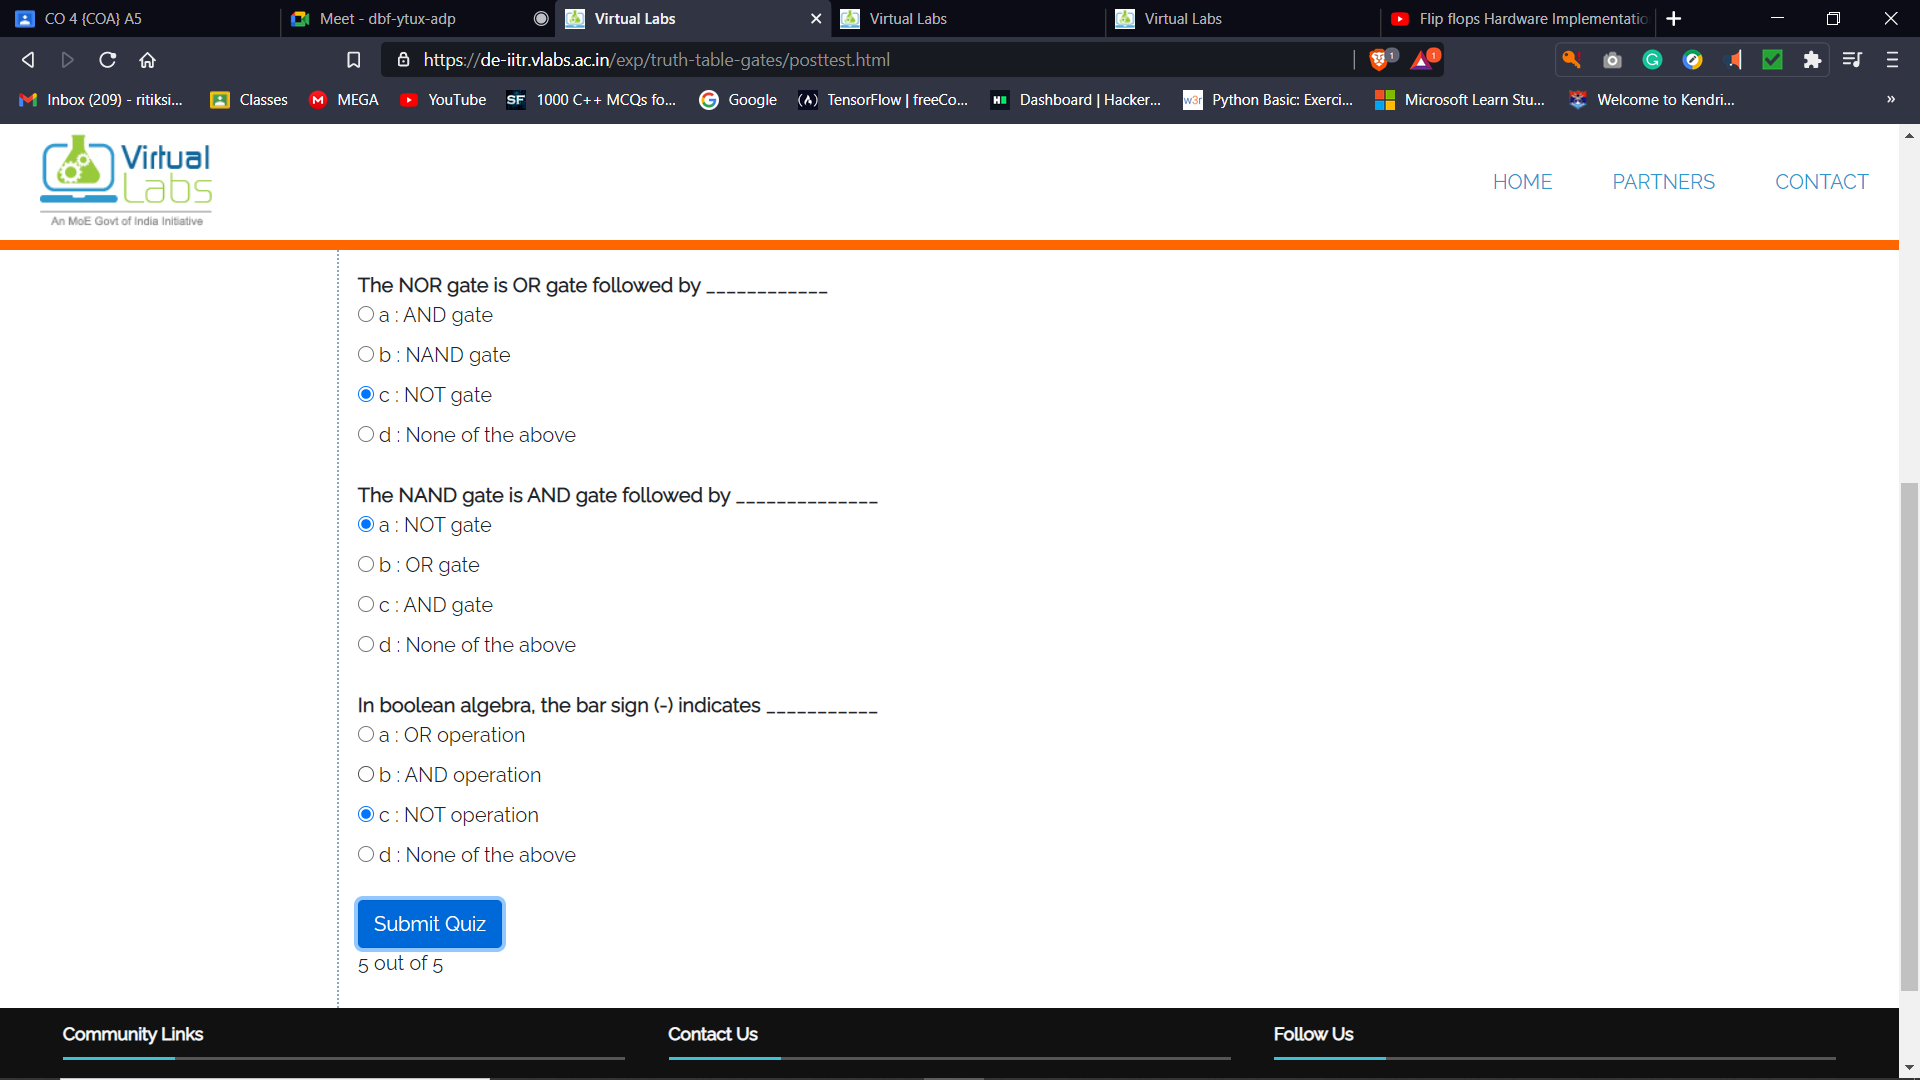 CO 4 {COA} A5
Meet - dbf-ytux-adp
Virtual Labs
Virtual Labs
Virtual Labs
Flip flops Hardware Implementatio
https://de-iitr.vlabs.ac.in/exp/truth-table-gates/posttest.html
1
1
Inbox (209) - ritiksi...
Classes
MEGA
YouTube
SF 1000 C++ MCQs fo...
Google
TensorFlow | freeCo...
Dashboard | Hacker...
w3r Python Basic: Exerci...
Microsoft Learn Stu...
Welcome to Kendri...
»
Virtual
Labs
An MoE Govt of India Initiative
HOME
PARTNERS
CONTACT
The NOR gate is OR gate followed by ____________
a : AND gate
b : NAND gate
c : NOT gate
d : None of the above
The NAND gate is AND gate followed by ______________
a : NOT gate
b : OR gate
c : AND gate
d : None of the above
In boolean algebra, the bar sign (-) indicates ___________
a : OR operation
b : AND operation
c : NOT operation
d : None of the above
Submit Quiz
5 out of 5
Community Links
Contact Us
Follow Us